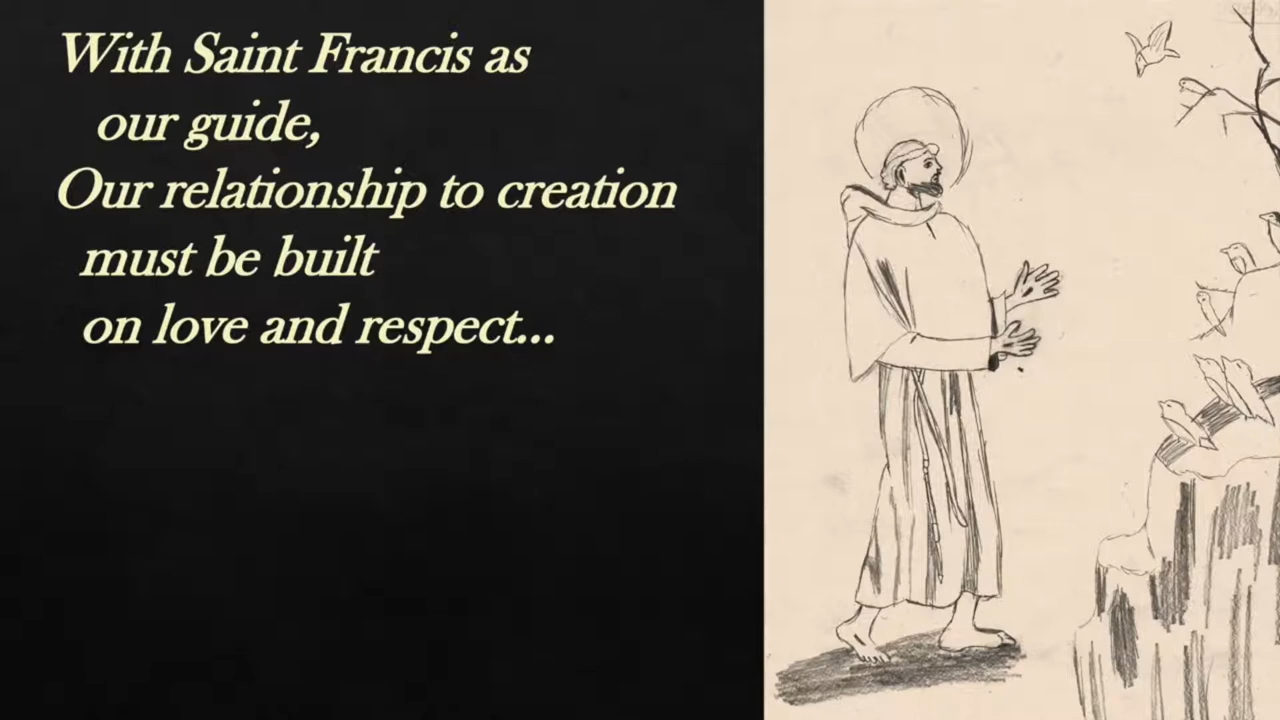 With Saint Francis as
our guide,
Our relationship to creation
must be built
on love and respect...